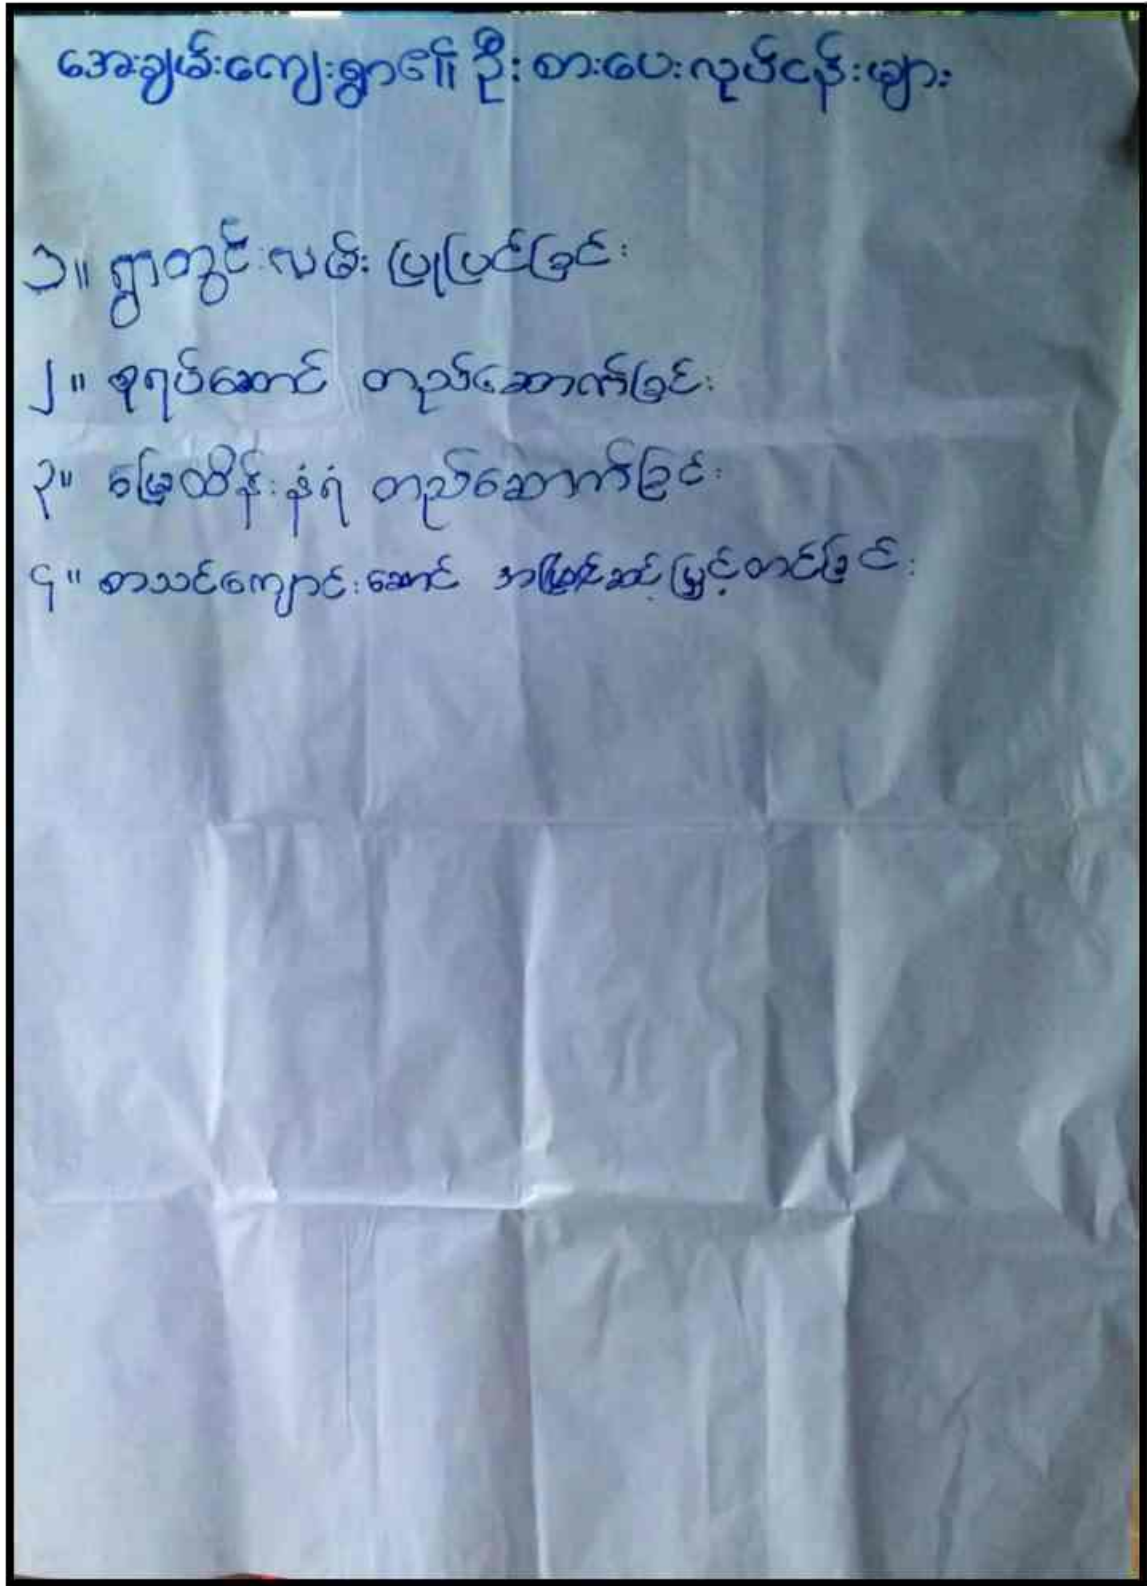 အေးချမ်းကျေးရွာ၏ ဦးစားပေးလုပ်ငန်းများ
၁။ ရွာတွင်းလမ်း ပြုပြင်ခြင်း
၂။ စုရပ်ဆောင် တည်ဆောက်ခြင်း
၃။ မြေထိန်းနံရံ တည်ဆောက်ခြင်း
၄။ စာသင်ကျောင်းဆောင် အဆင့်မြှင့်တင်ခြင်း